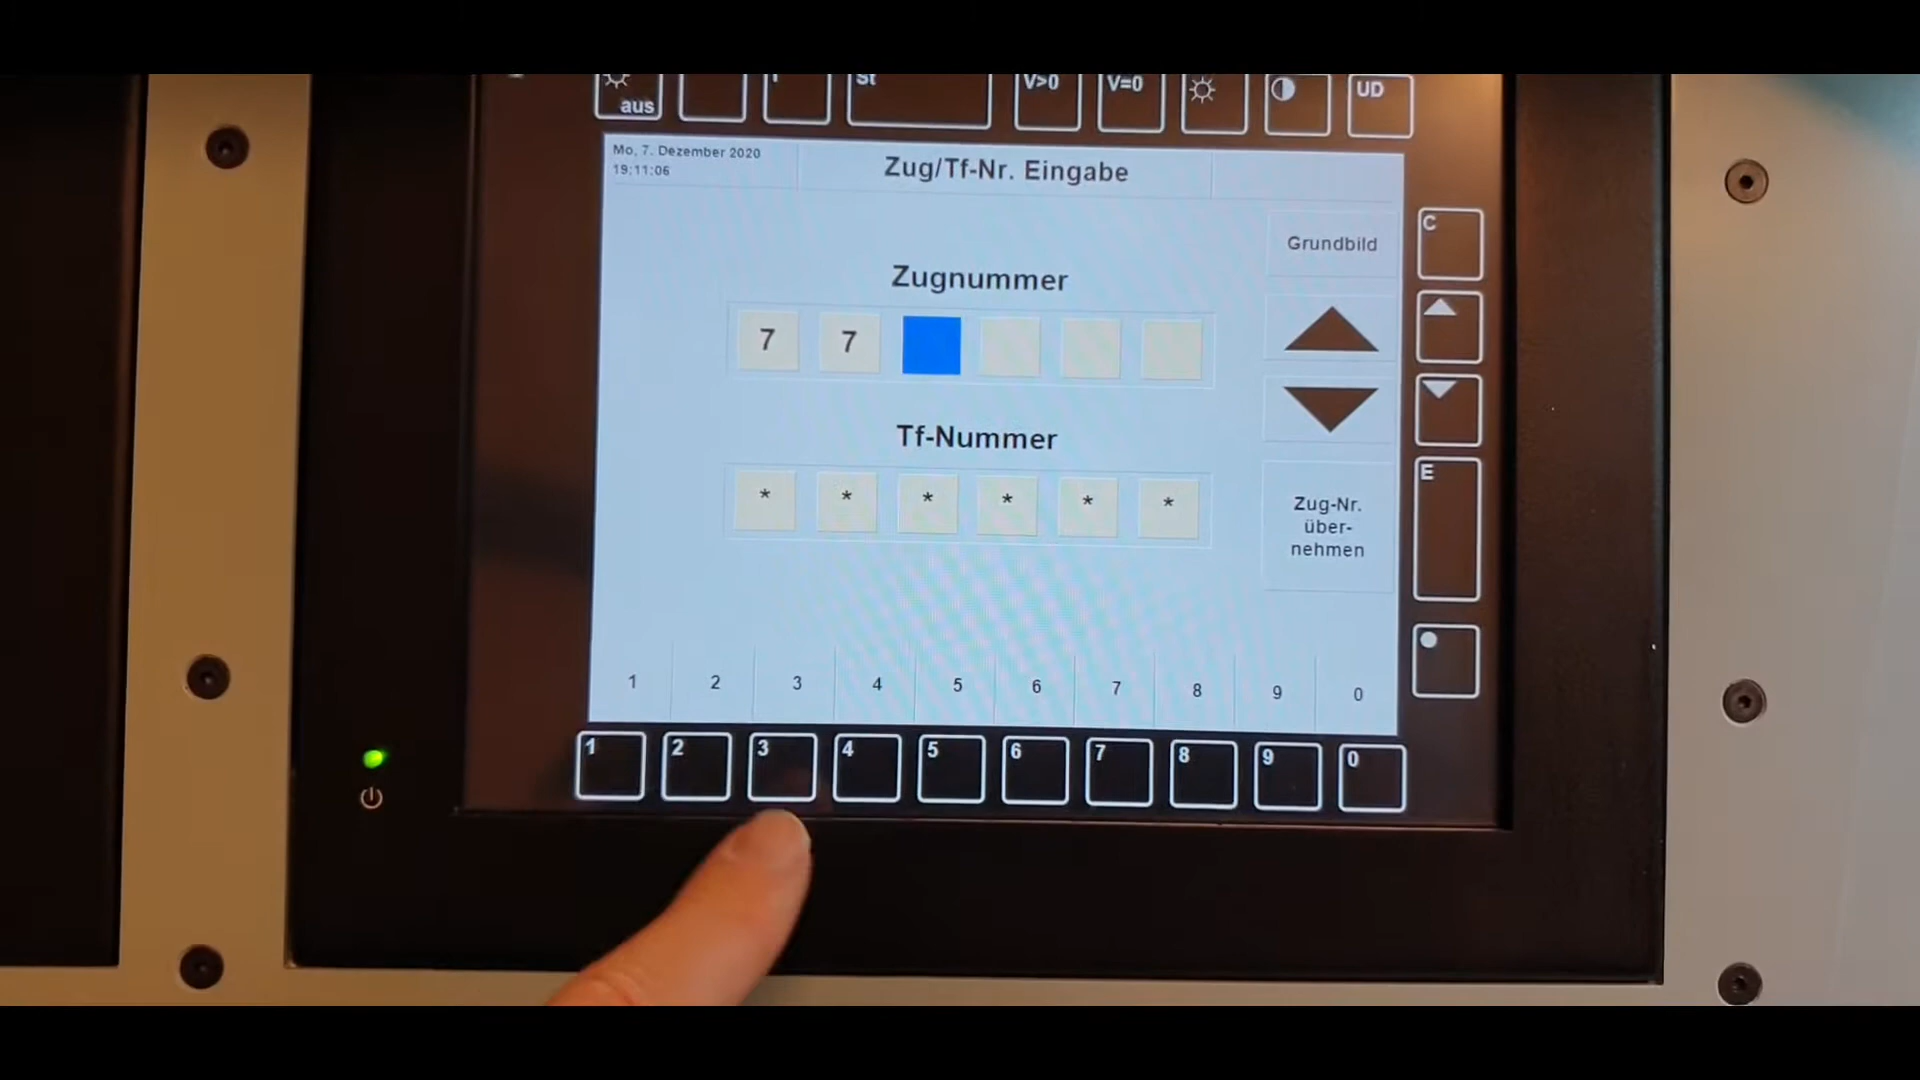 aus St V>0 V=0 UD
Mo, 7. Dezember 2020
19:11:06
Zug/Tf-Nr. Eingabe
Grundbild
C
Zugnummer
7 7
Tf-Nummer
* * * * * *
E
Zug-Nr.
über-
nehmen
1 2 3 4 5 6 7 8 9 0
1 2 3 4 5 6 7 8 9 0